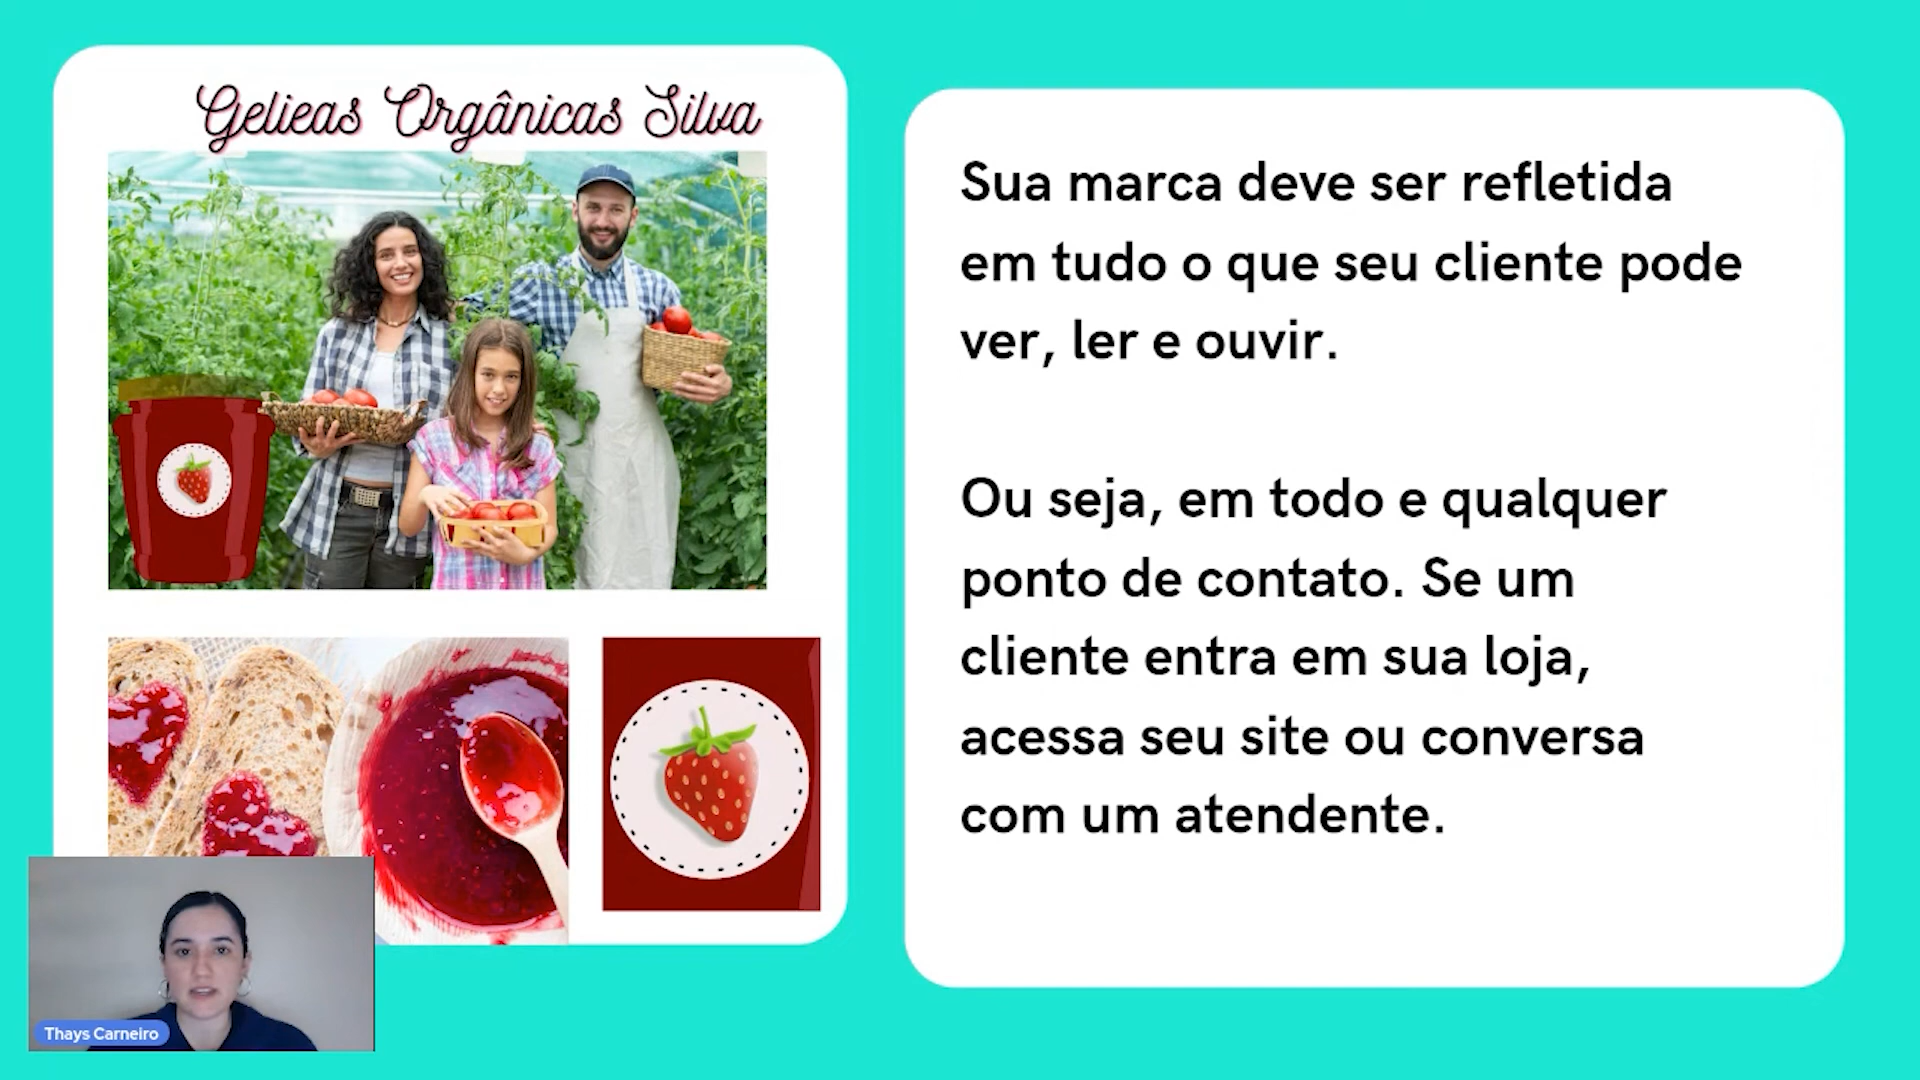 Gelieas Orgânicas Silva
Sua marca deve ser refletida
em tudo o que seu cliente pode
ver, ler e ouvir.
Ou seja, em todo e qualquer
ponto de contato. Se um
cliente entra em sua loja,
acessa seu site ou conversa
com um atendente.
Thays Carneiro